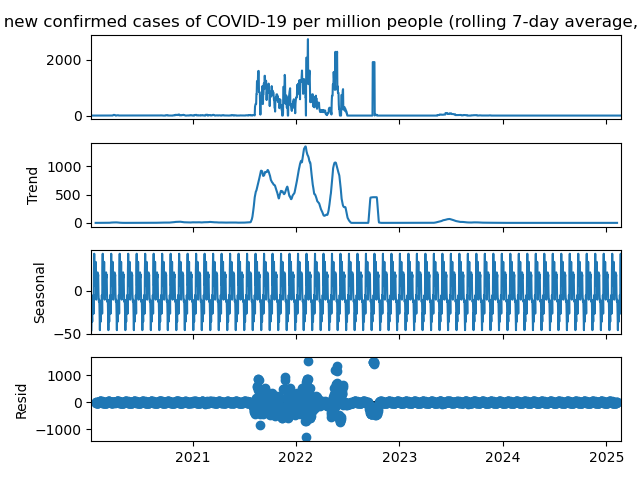 new confirmed cases of COVID-19 per million people (rolling 7-day average,
2000
0
Trend
1000
500
0
Seasonal
0
−50
Resid
1000
0
−1000
2021 2022 2023 2024 2025